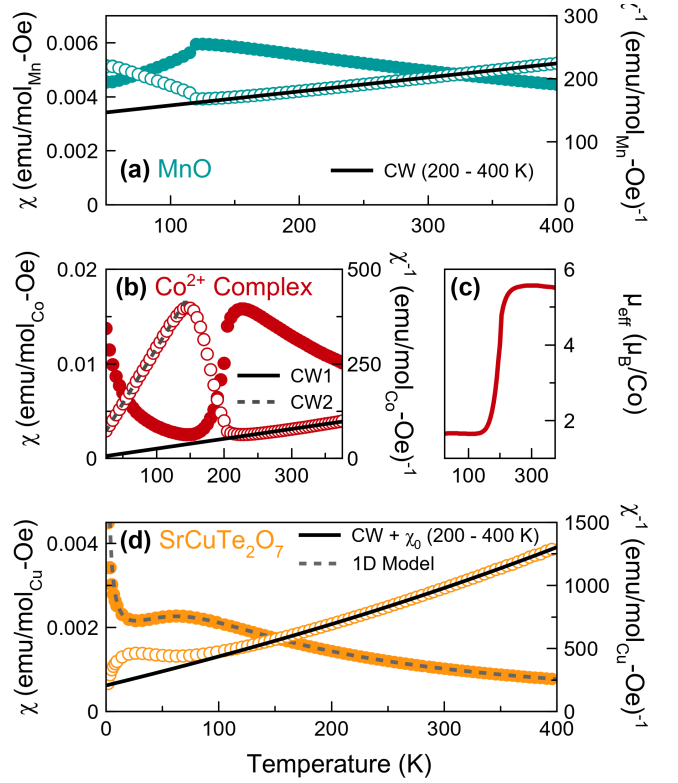 χ (emu/mol_Mn-Oe)
0.006
0.004
0.002
0
(a) MnO
CW (200 - 400 K)
300
200
100
0
χ⁻¹ (emu/mol_Mn-Oe)⁻¹
100
200
300
400
χ (emu/mol_Co-Oe)
0.02
0.01
0
(b) Co²⁺ Complex
CW1
CW2
500
250
0
χ⁻¹ (emu/mol_Co-Oe)⁻¹
100
200
300
(c)
6
4
2
μ_eff (μ_B/Co)
100
200
300
χ (emu/mol_Cu-Oe)
0.004
0.002
0
(d) SrCuTe₂O₇
CW + χ₀ (200 - 400 K)
1D Model
1500
1000
500
0
χ⁻¹ (emu/mol_Cu-Oe)⁻¹
0
100
200
300
400
Temperature (K)